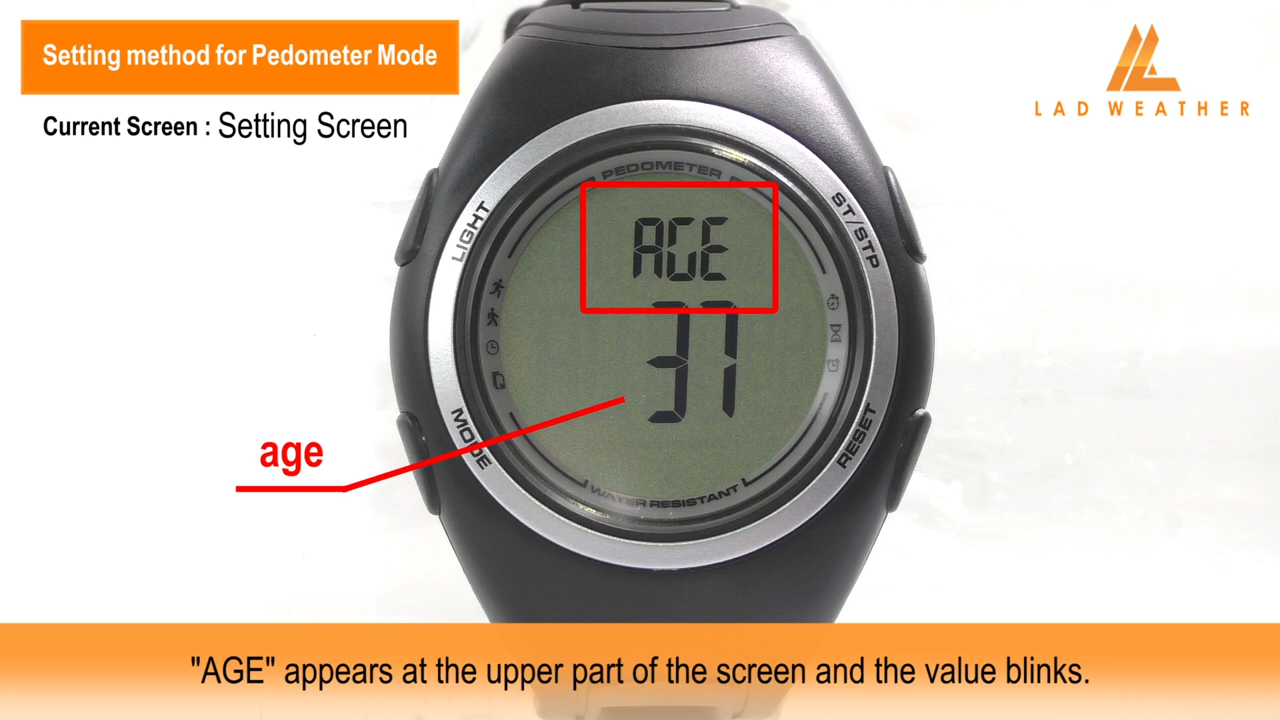 Setting method for Pedometer Mode
Current Screen : Setting Screen
LAD WEATHER
PEDOMETER
LIGHT
ST/STP
AGE
37
MODE
RESET
age
WATER RESISTANT
"AGE" appears at the upper part of the screen and the value blinks.